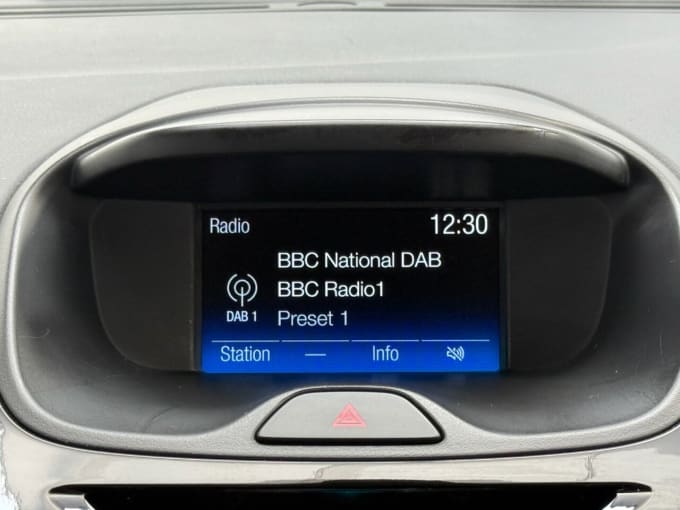 Radio 12:30
BBC National DAB
BBC Radio1
DAB 1 Preset 1
Station — Info